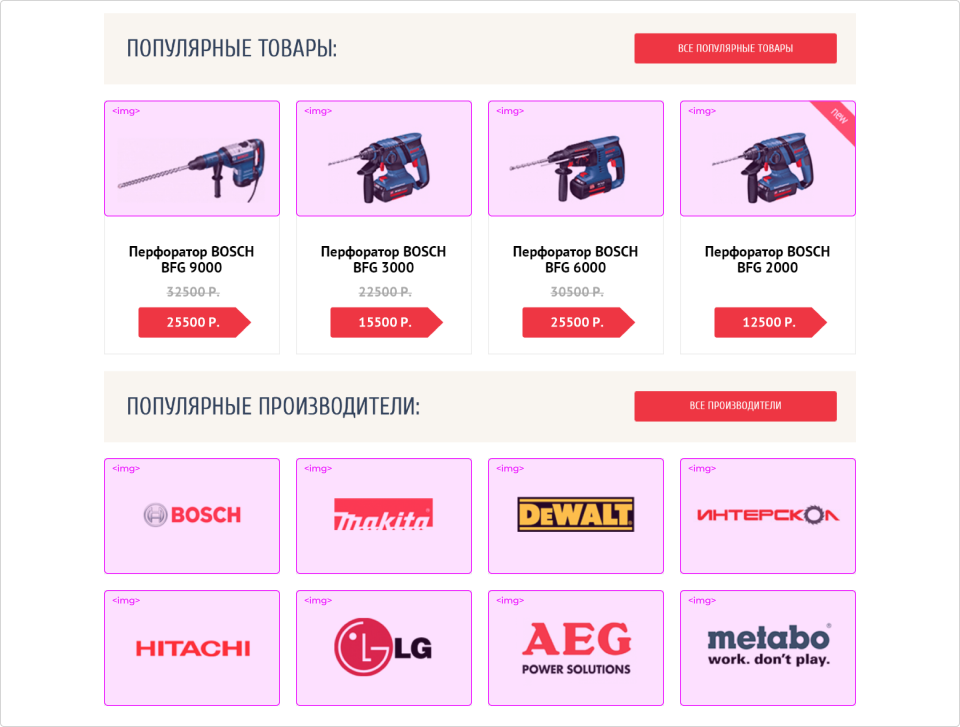 ПОПУЛЯРНЫЕ ТОВАРЫ:
ВСЕ ПОПУЛЯРНЫЕ ТОВАРЫ
<img>
<img>
<img>
<img>
new
Перфоратор BOSCH
BFG 9000
32500 Р.
25500 Р.
Перфоратор BOSCH
BFG 3000
22500 Р.
15500 Р.
Перфоратор BOSCH
BFG 6000
30500 Р.
25500 Р.
Перфоратор BOSCH
BFG 2000
12500 Р.
ПОПУЛЯРНЫЕ ПРОИЗВОДИТЕЛИ:
ВСЕ ПРОИЗВОДИТЕЛИ
<img>
BOSCH
<img>
makita®
<img>
DEWALT
<img>
ИНТЕРСКОЛ
<img>
HITACHI
<img>
LG
<img>
AEG
POWER SOLUTIONS
<img>
metabo®
work. don't play.